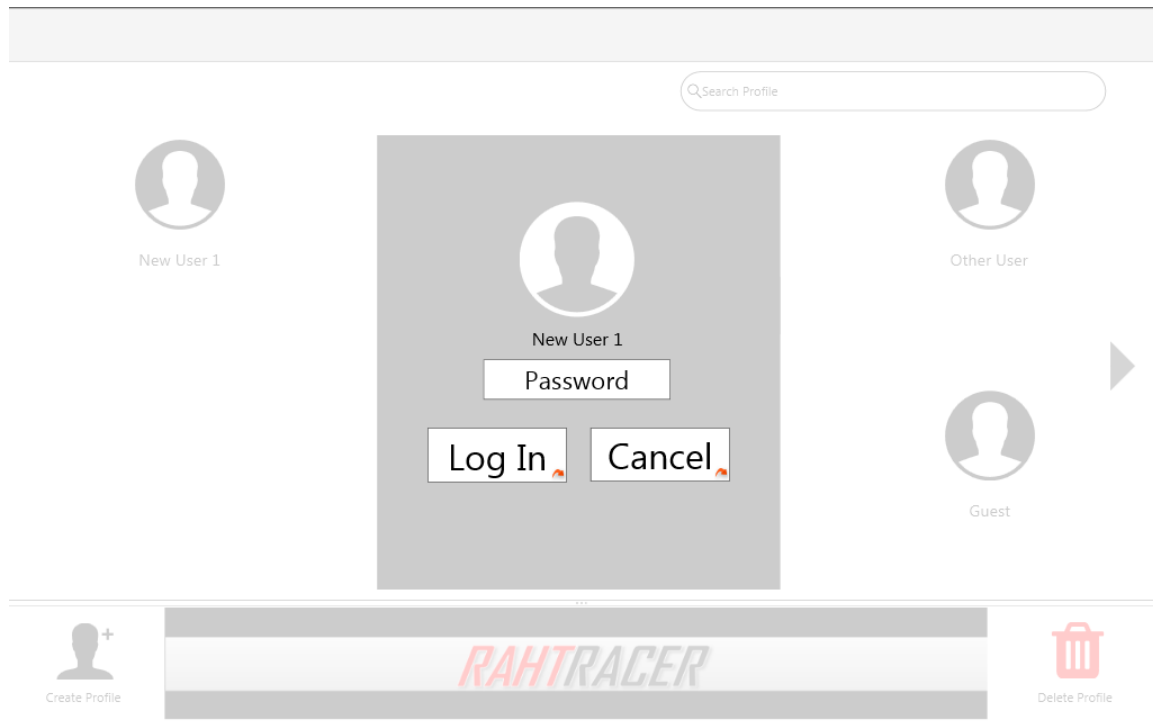 Search Profile
New User 1
Other User
New User 1
Password
Log In
Cancel
Guest
Create Profile
RAHTRACER
Delete Profile